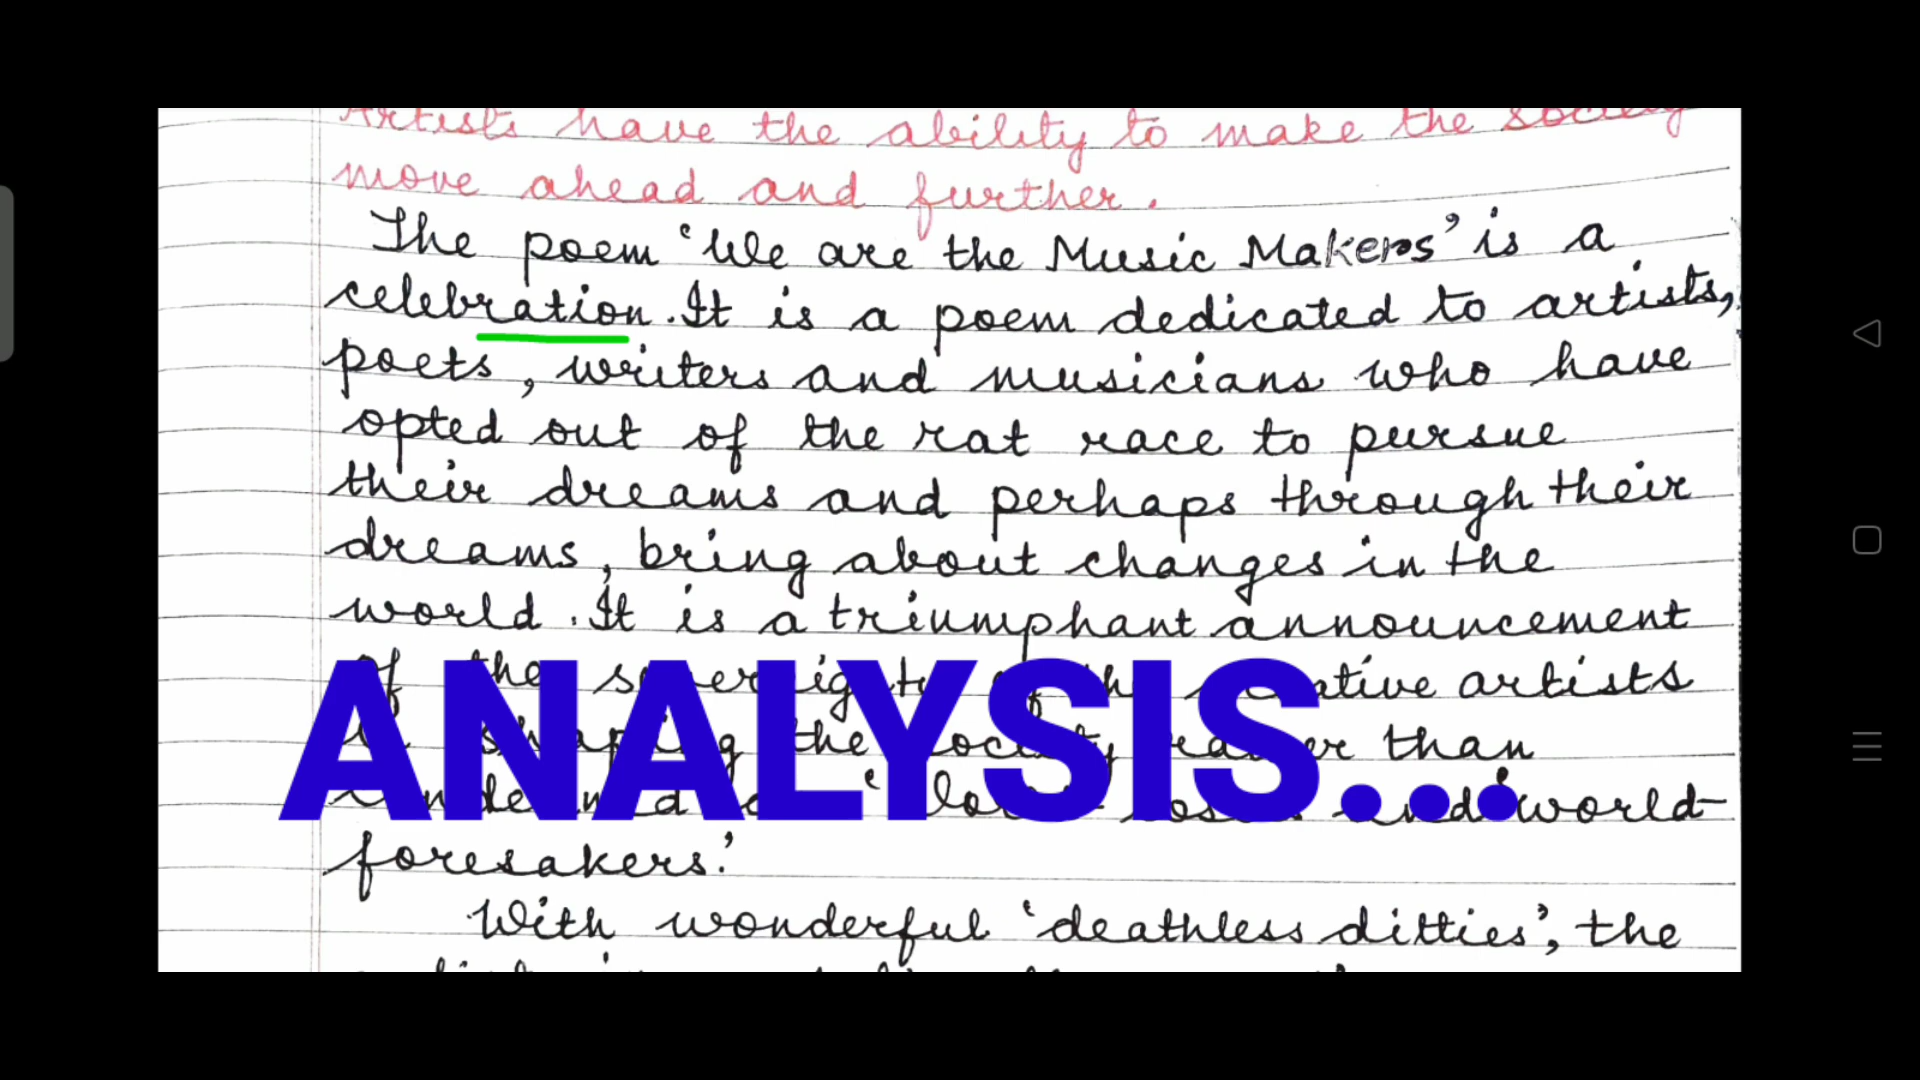 Artists have the ability to make the society
move ahead and further.
The poem 'We are the Music Makers' is a
celebration. It is a poem dedicated to artists,
poets, writers and musicians who have
opted out of the rat race to pursue
their dreams and perhaps through their
dreams, bring about changes in the
world. It is a triumphant announcement
of the artists
the than
world-
foresakers.'
ANALYSIS...
With wonderful 'deathless ditties', the